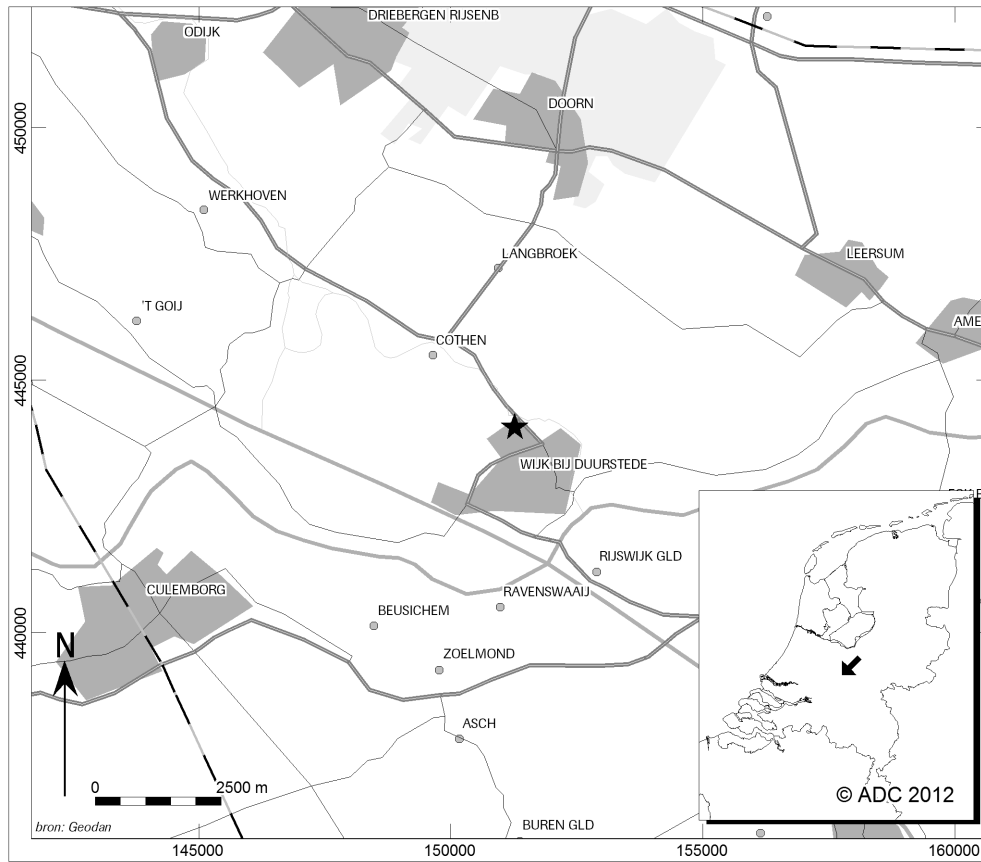 DRIEBERGEN RIJSENB
ODIJK
DOORN
450000
WERKHOVEN
LANGBROEK
LEERSUM
'T GOIJ
AME
COTHEN
445000
WIJK BIJ DUURSTEDE
RIJSWIJK GLD
CULEMBORG
RAVENSWAAIJ
BEUSICHEM
440000
N
ZOELMOND
ASCH
0 2500 m
© ADC 2012
bron: Geodan
BUREN GLD
145000 150000 155000 160000